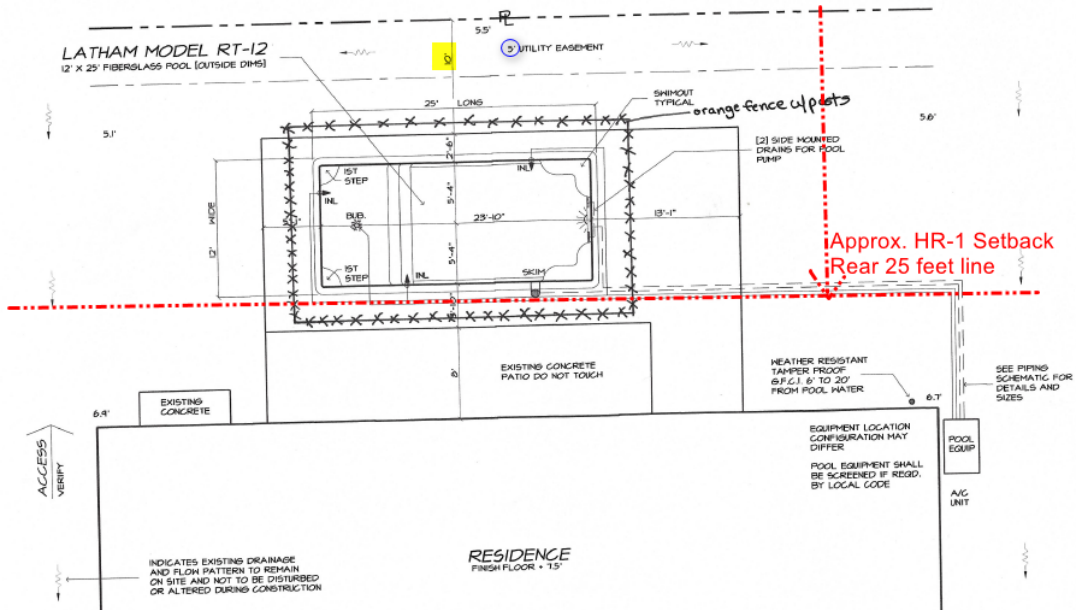 PL
5.5'
LATHAM MODEL RT-12
12' X 25' FIBERGLASS POOL [OUTSIDE DIMS]
10'
5' UTILITY EASEMENT
25' LONG
SWIMOUT
TYPICAL
orange fence w/posts
5.1'
5.6'
[2] SIDE MOUNTED
DRAINS FOR POOL
PUMP
2'-6"
1ST
STEP
INL
INL
5'-4"
12' WIDE
BUB.
23'-10"
13'-1"
Approx. HR-1 Setback
Rear 25 feet line
5'-4"
1ST
STEP
INL
SKIM
EXISTING CONCRETE
PATIO DO NOT TOUCH
8'
WEATHER RESISTANT
TAMPER PROOF
G.F.C.I. 6' TO 20'
FROM POOL WATER
SEE PIPING
SCHEMATIC FOR
DETAILS AND
SIZES
6.4'
EXISTING
CONCRETE
6.7'
ACCESS
VERIFY
EQUIPMENT LOCATION
CONFIGURATION MAY
DIFFER
POOL EQUIPMENT SHALL
BE SCREENED IF REQD.
BY LOCAL CODE
POOL
EQUIP
A/C
UNIT
RESIDENCE
FINISH FLOOR + 7.5'
INDICATES EXISTING DRAINAGE
AND FLOW PATTERN TO REMAIN
ON SITE AND NOT TO BE DISTURBED
OR ALTERED DURING CONSTRUCTION